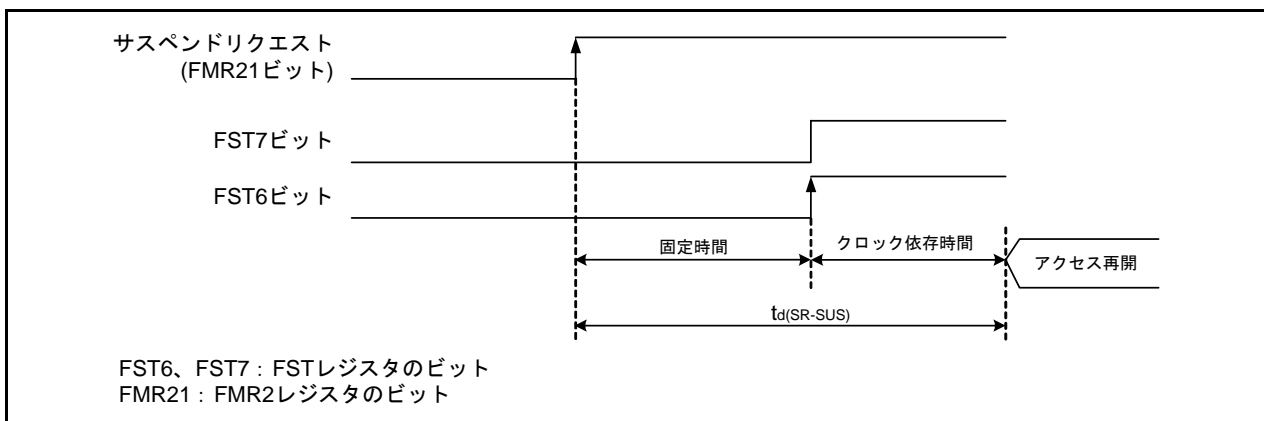 サスペンドリクエスト
(FMR21ビット)
FST7ビット
FST6ビット
固定時間
クロック依存時間
アクセス再開
td(SR-SUS)
FST6、FST7：FSTレジスタのビット
FMR21：FMR2レジスタのビット